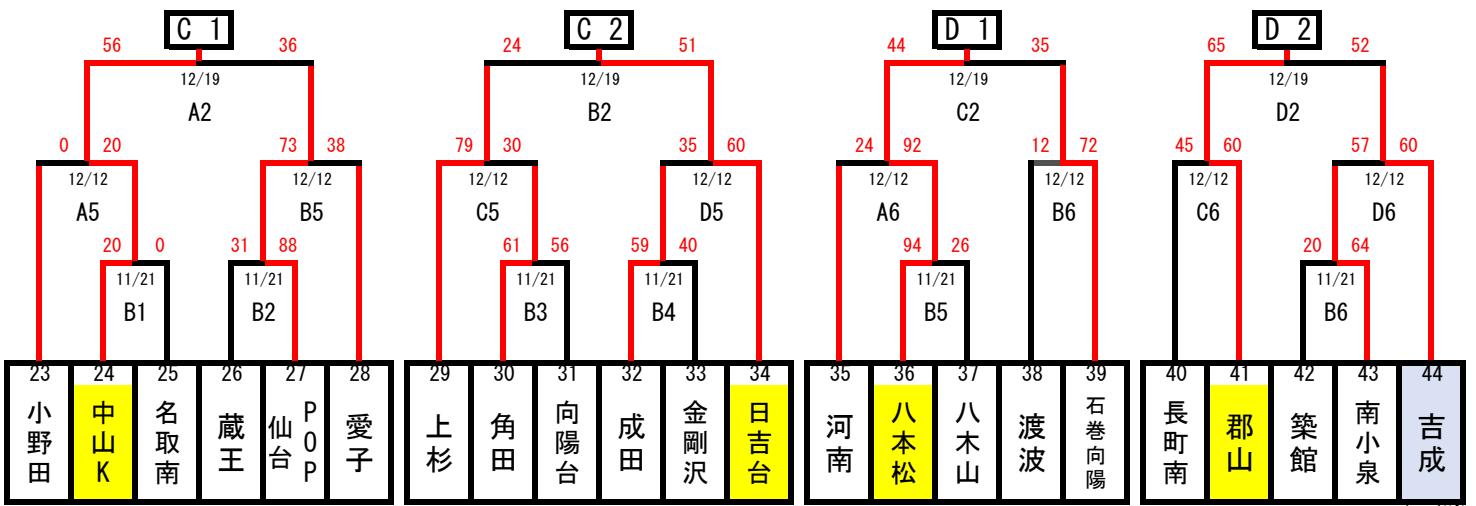 C 1
C 2
D 1
D 2
56 36 24 51 44 35 65 52
12/19 12/19 12/19 12/19
A2 B2 C2 D2
0 20 73 38 79 30 35 60 24 92 12 72 45 60 57 60
12/12 12/12 12/12 12/12 12/12 12/12 12/12 12/12
A5 B5 C5 D5 A6 B6 C6 D6
20 0 31 88 61 56 59 40 94 26 20 64
11/21 11/21 11/21 11/21 11/21 11/21
B1 B2 B3 B4 B5 B6
23 24 25 26 27 28 29 30 31 32 33 34 35 36 37 38 39 40 41 42 43 44
小野田
中山K
名取南
蔵王
仙台POP
愛子
上杉
角田
向陽台
成田
金剛沢
日吉台
河南
八本松
八木山
渡波
石巻向陽
長町南
郡山
築館
南小泉
吉成